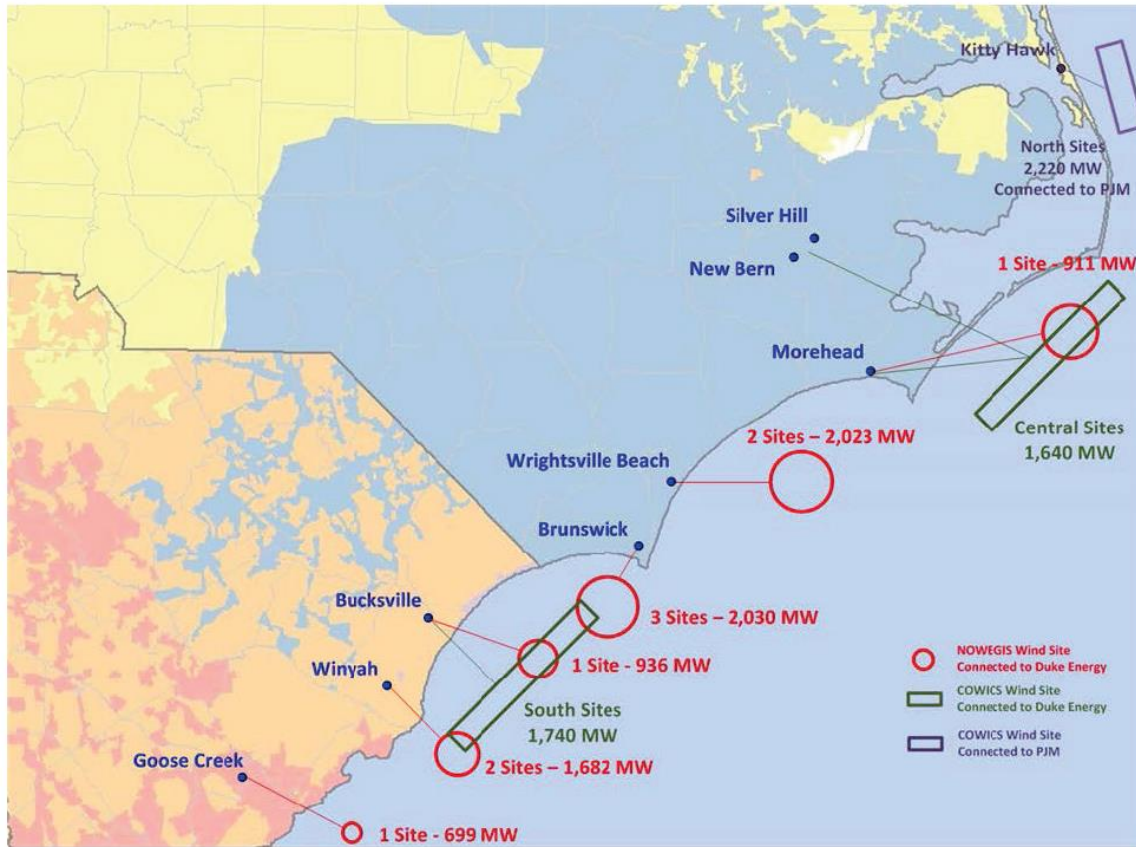 Kitty Hawk
North Sites
2,220 MW
Connected to PJM
Silver Hill
New Bern
1 Site - 911 MW
Morehead
Central Sites
1,640 MW
2 Sites – 2,023 MW
Wrightsville Beach
Brunswick
Bucksville
3 Sites – 2,030 MW
1 Site - 936 MW
Winyah
South Sites
1,740 MW
Goose Creek
2 Sites – 1,682 MW
1 Site - 699 MW
NOWEGIS Wind Site
Connected to Duke Energy
COWICS Wind Site
Connected to Duke Energy
COWICS Wind Site
Connected to PJM